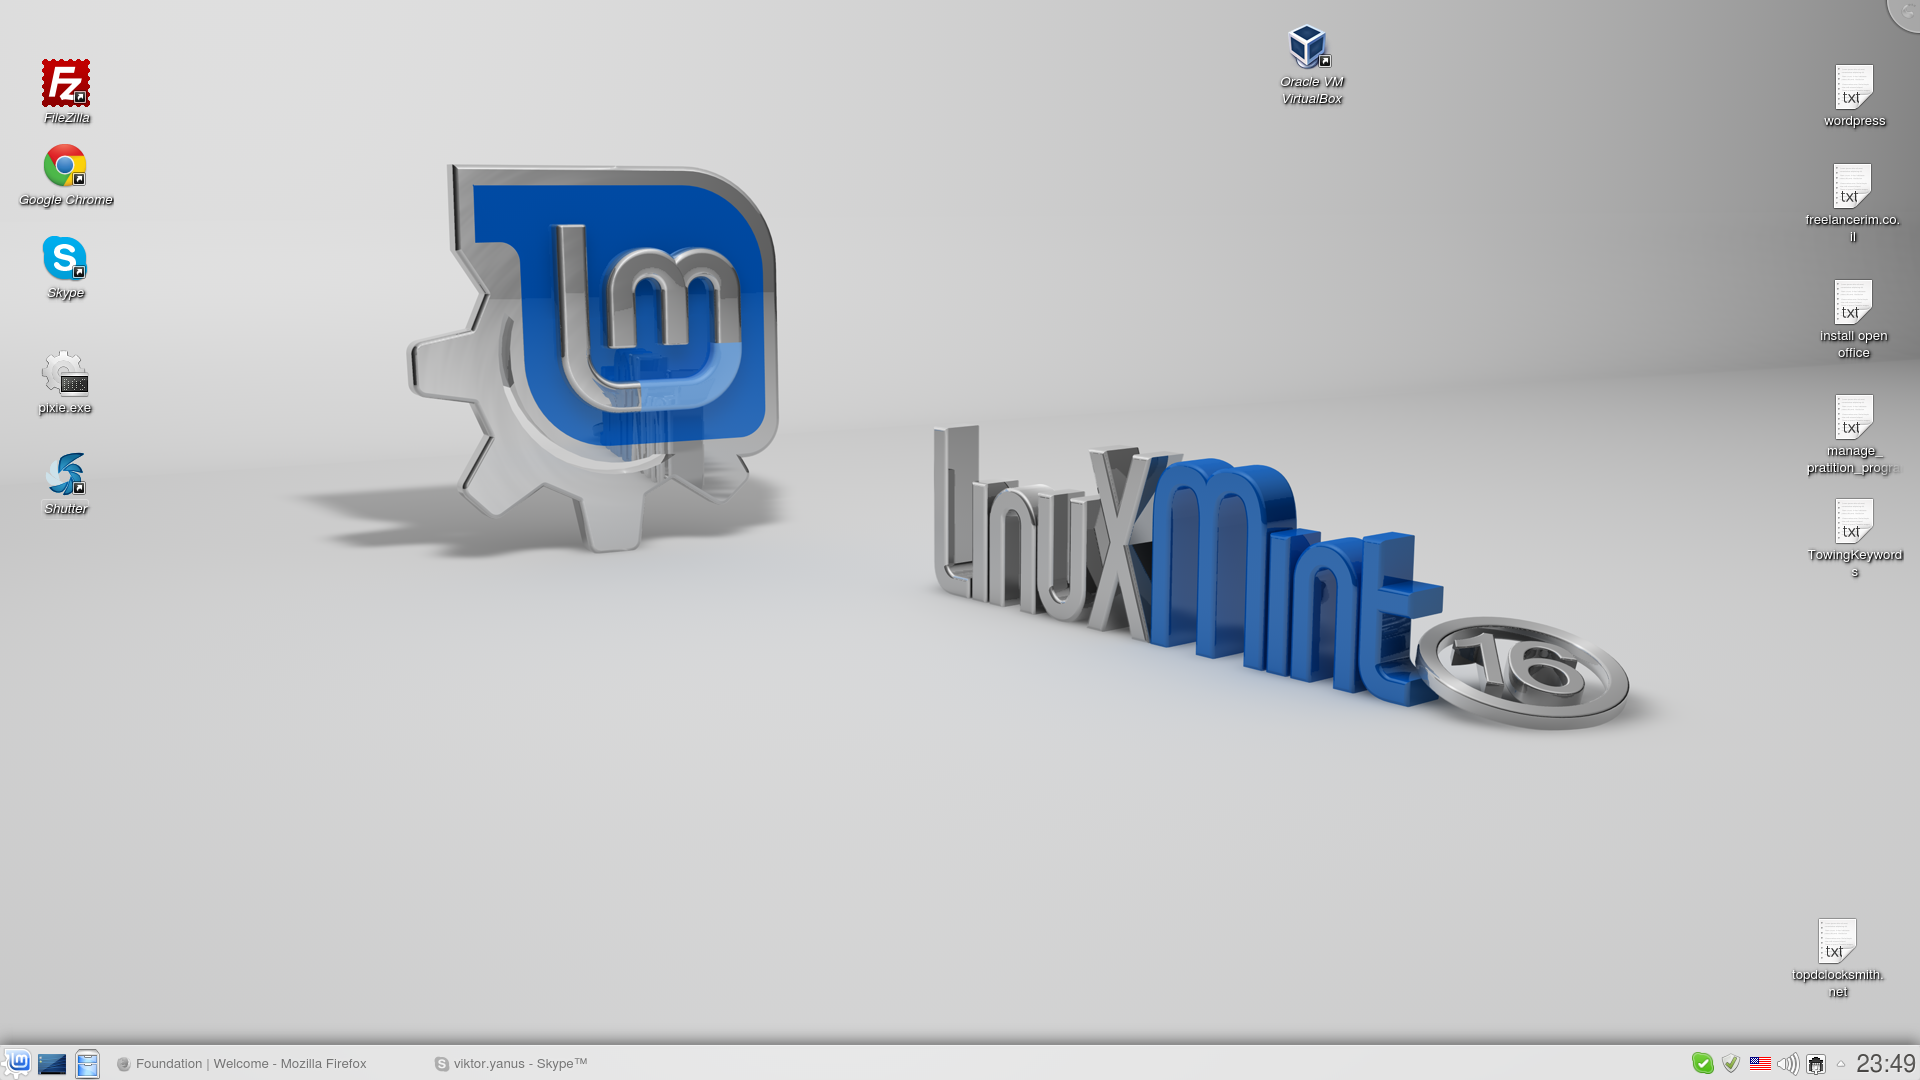 FileZilla
Google Chrome
Skype
pixie.exe
Shutter
Oracle VM
VirtualBox
txt
wordpress
txt
freelancerim.co.
il
txt
install open
office
txt
manage_
pratition_progra
txt
TowingKeyword
s
txt
topdclocksmith.
net
lm
LinuxMint
16
Foundation | Welcome - Mozilla Firefox
viktor.yanus - Skype™
23:49